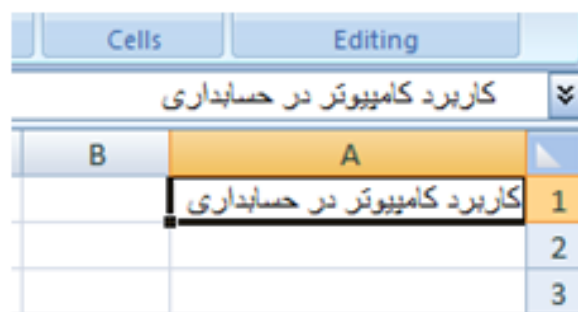 Cells Editing
کاربرد کامپیوتر در حسابداری
B A
کاربرد کامپیوتر در حسابداری 1
2
3